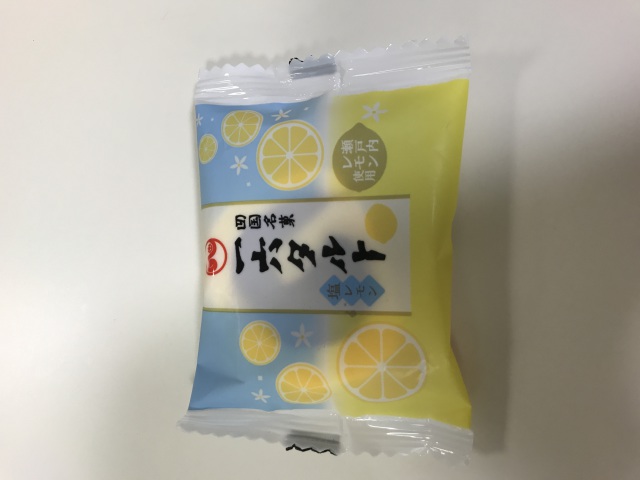 瀬戸内
レモン
使用
四国名菓
一六タルト
塩レモン